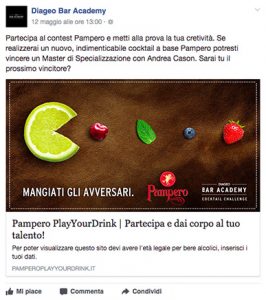 Diageo Bar Academy
12 maggio alle ore 13:00 ·
Partecipa al contest Pampero e metti alla prova la tua cretività. Se
realizzerai un nuovo, indimenticabile cocktail a base Pampero potresti
vincere un Master di Specializzazione con Andrea Cason. Sarai tu il
prossimo vincitore?
MANGIATI GLI AVVERSARI.
Pampero
DIAGEO
BAR ACADEMY
COCKTAIL CHALLENGE
Pampero PlayYourDrink | Partecipa e dai corpo al tuo
talento!
Per poter visualizzare questo sito devi avere l'età legale per bere alcolici, inserisci i
tuoi dati.
PAMPEROPLAYYOURDRINK.IT
Mi piace Commenta Condividi